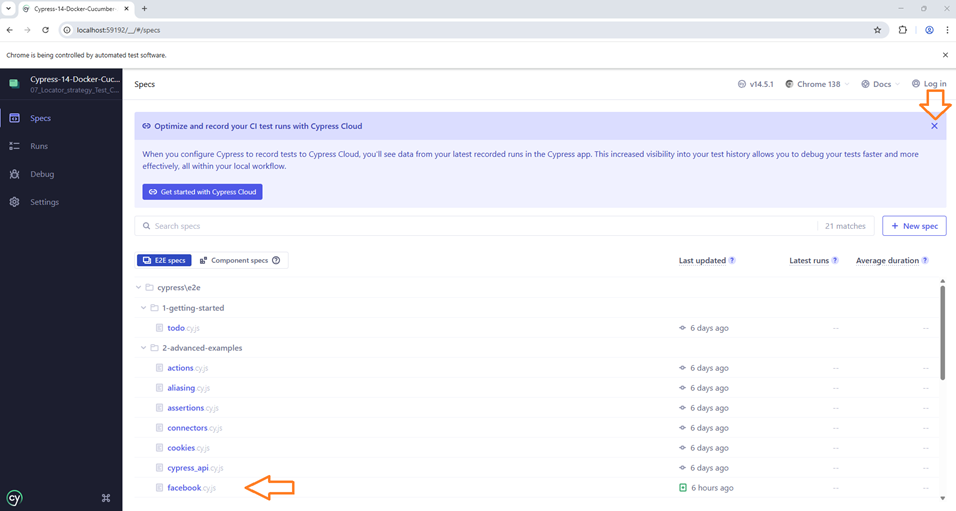 Cypress-14-Docker-Cucumber
localhost:59192/__/#/specs
Chrome is being controlled by automated test software.
Cypress-14-Docker-Cuc...
07_Locator_strategy_Test_C...
Specs
Runs
Debug
Settings
cy
Specs
v14.5.1
Chrome 138
Docs
Log in
Optimize and record your CI test runs with Cypress Cloud
When you configure Cypress to record tests to Cypress Cloud, you'll see data from your latest recorded runs in the Cypress app. This increased visibility into your test history allows you to debug your tests faster and more
effectively, all within your local workflow.
Get started with Cypress Cloud
Search specs
21 matches
+ New spec
E2E specs
Component specs ?
Last updated ?
Latest runs ?
Average duration ?
cypress\e2e
1-getting-started
todo.cy.js 6 days ago -- --
2-advanced-examples
actions.cy.js 6 days ago -- --
aliasing.cy.js 6 days ago -- --
assertions.cy.js 6 days ago -- --
connectors.cy.js 6 days ago -- --
cookies.cy.js 6 days ago -- --
cypress_api.cy.js 6 days ago -- --
facebook.cy.js 6 hours ago -- --